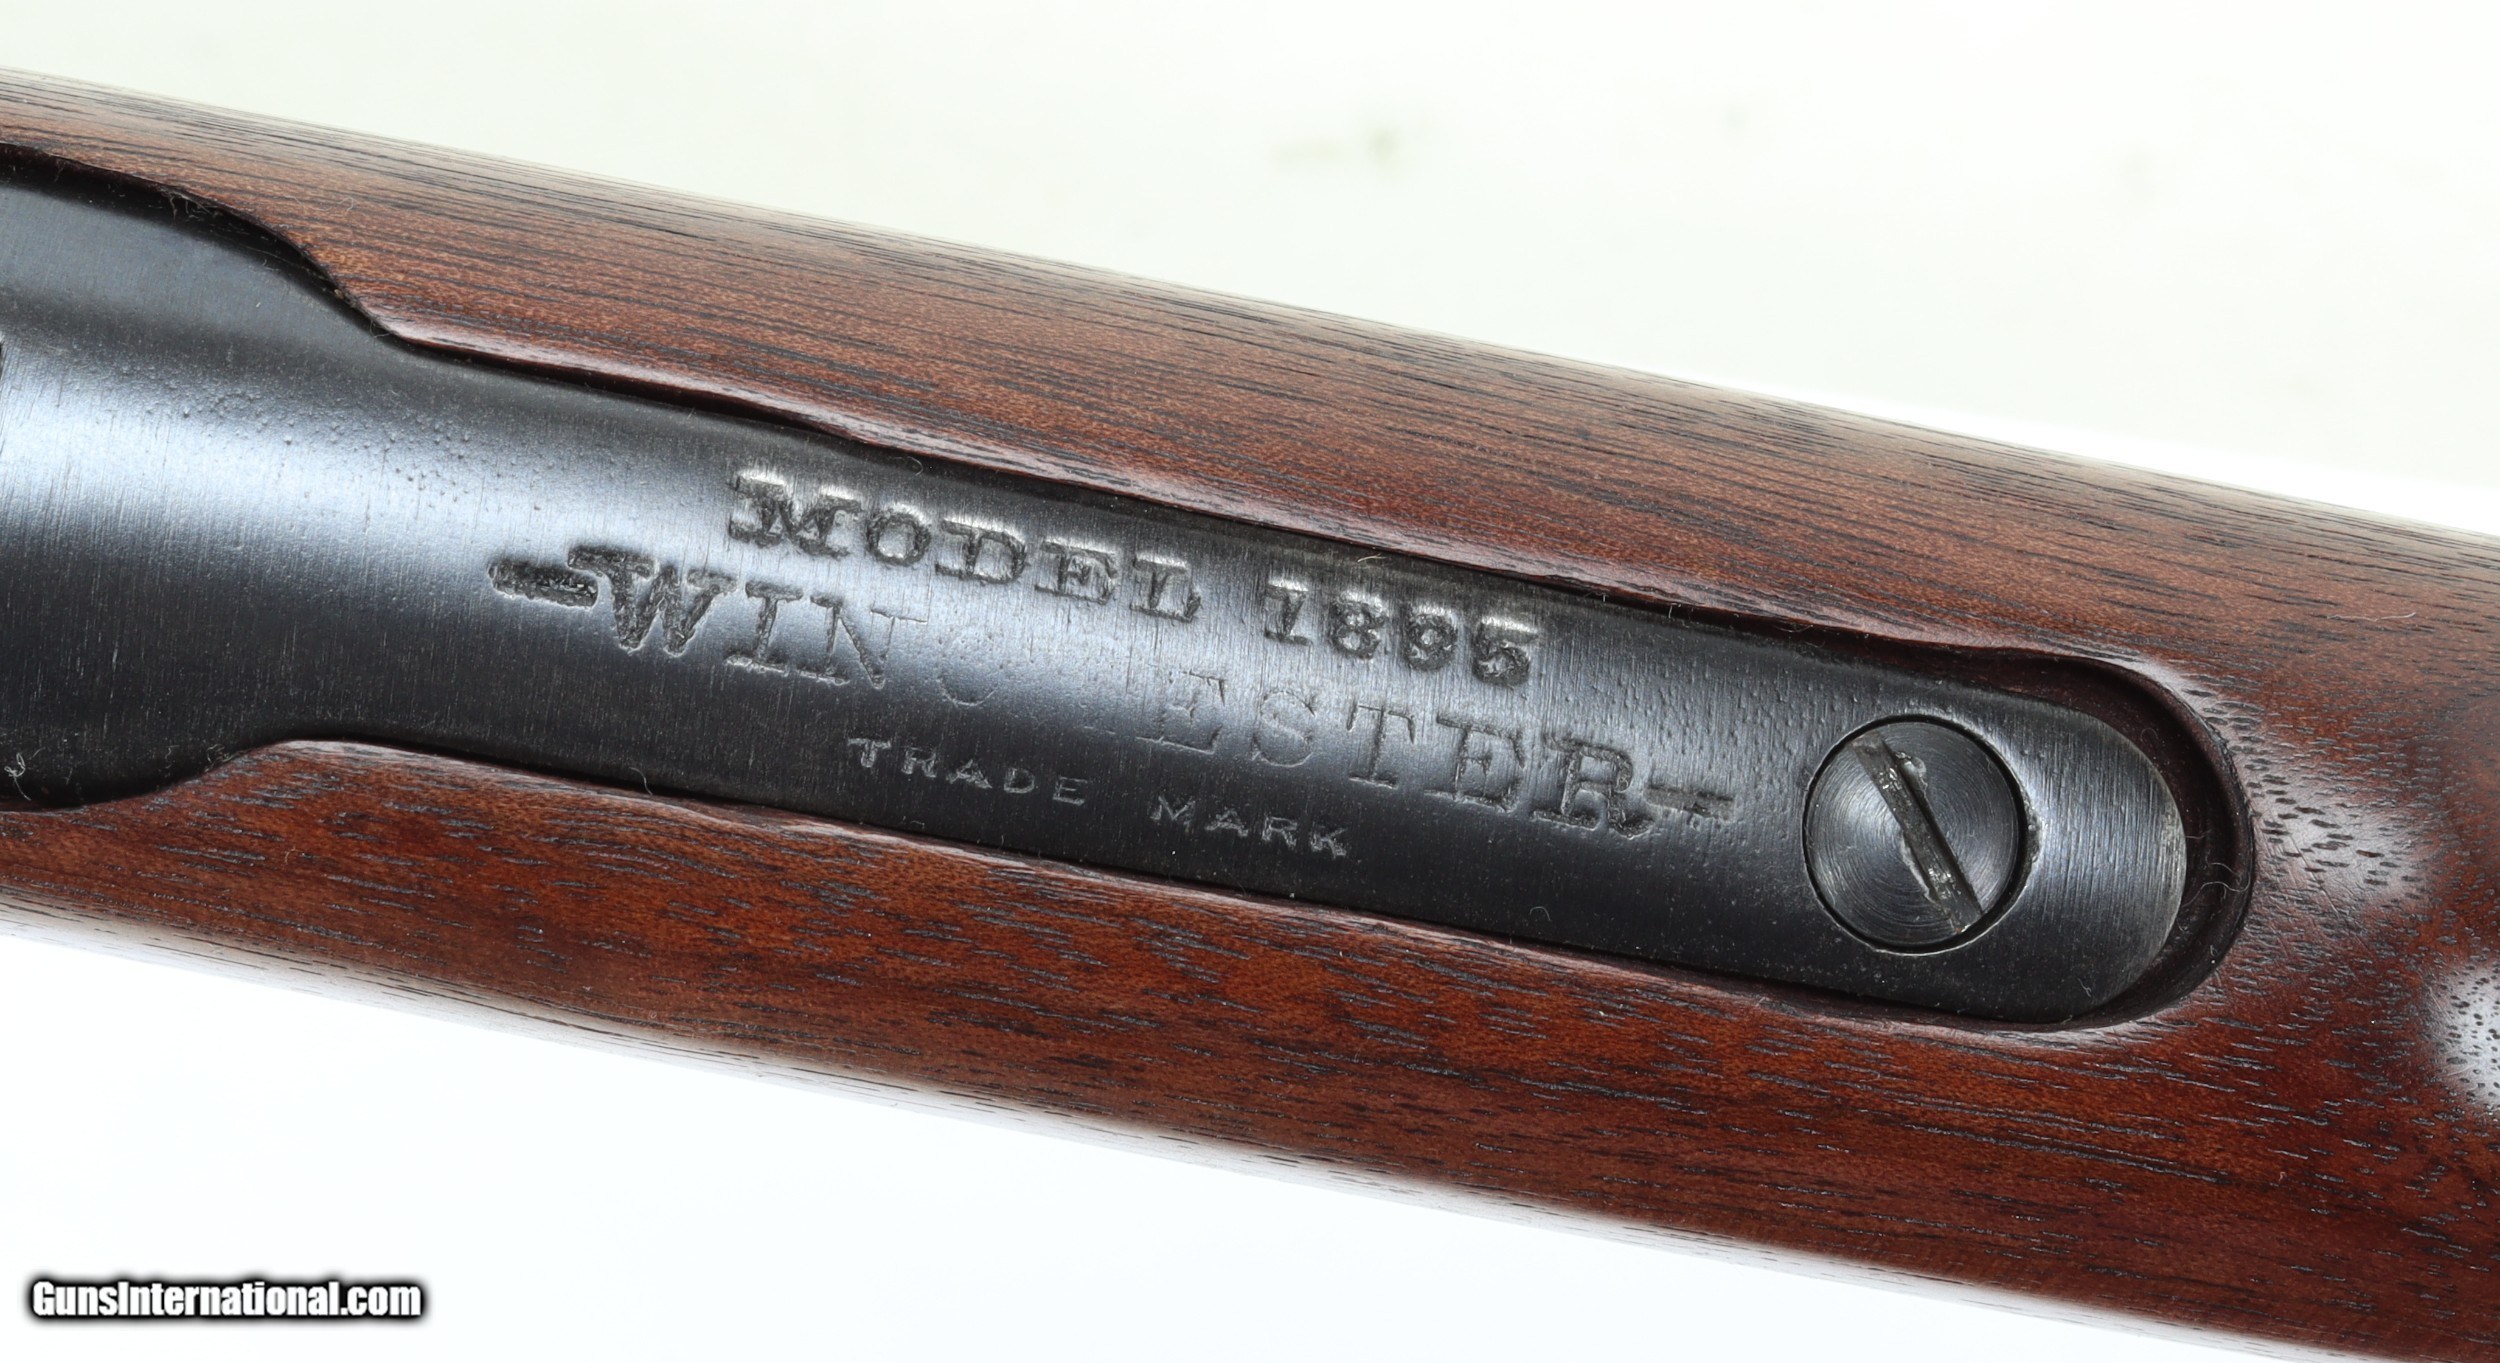 MODEL 1895
-WINCHESTER-
TRADE MARK
GunsInternational.com